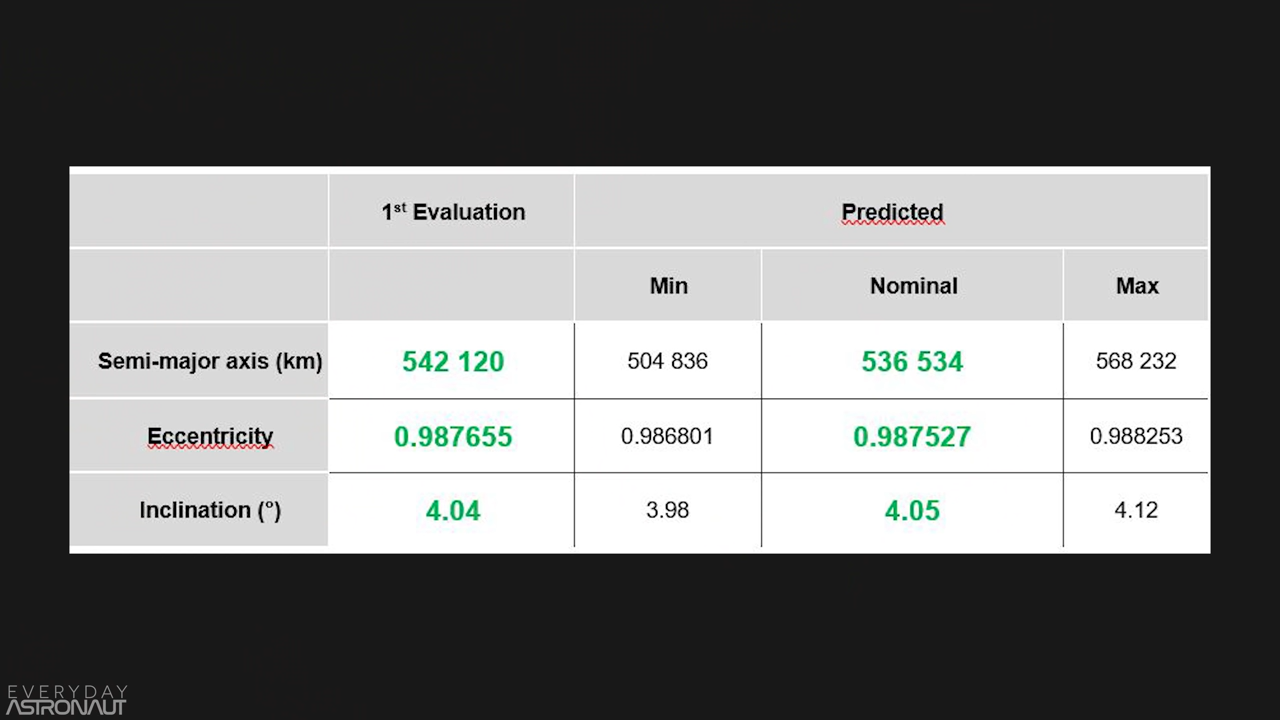 1st Evaluation Predicted
Min Nominal Max
Semi-major axis (km) 542 120 504 836 536 534 568 232
Eccentricity 0.987655 0.986801 0.987527 0.988253
Inclination (°) 4.04 3.98 4.05 4.12
EVERYDAY
ASTRONAUT